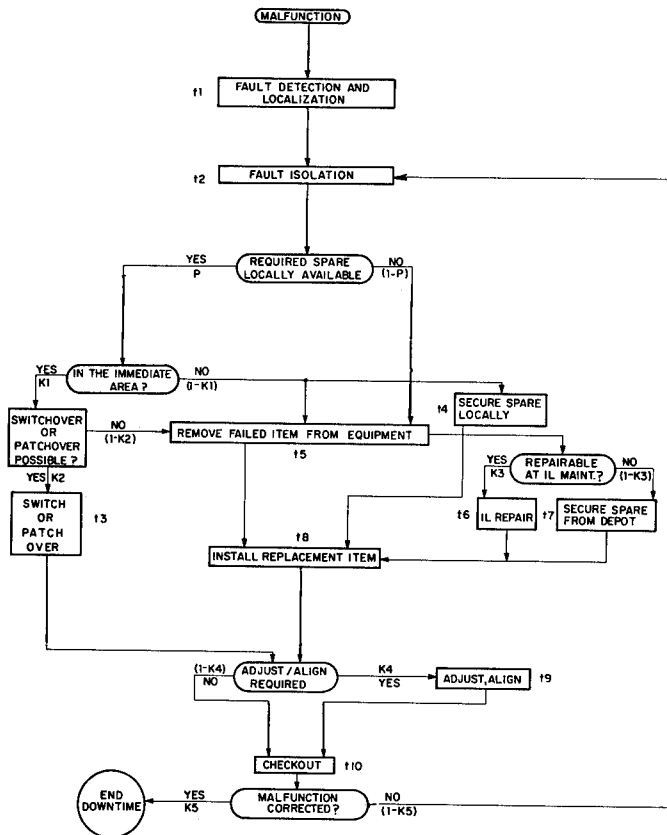 MALFUNCTION
t1
FAULT DETECTION AND
LOCALIZATION
t2
FAULT ISOLATION
YES
P
REQUIRED SPARE
LOCALLY AVAILABLE
NO
(1-P)
YES
K1
IN THE IMMEDIATE
AREA?
NO
(1-K1)
t4
SECURE SPARE
LOCALLY
SWITCHOVER
OR
PATCHOVER
POSSIBLE?
NO
(1-K2)
REMOVE FAILED ITEM FROM EQUIPMENT
t5
YES
K3
REPAIRABLE
AT IL MAINT.?
NO
(1-K3)
YES K2
SWITCH
OR
PATCH
OVER
t3
t6
IL REPAIR
t7
SECURE SPARE
FROM DEPOT
t8
INSTALL REPLACEMENT ITEM
(1-K4)
NO
ADJUST/ALIGN
REQUIRED
K4
YES
ADJUST, ALIGN
t9
CHECKOUT
t10
END
DOWNTIME
YES
K5
MALFUNCTION
CORRECTED?
NO
(1-K5)